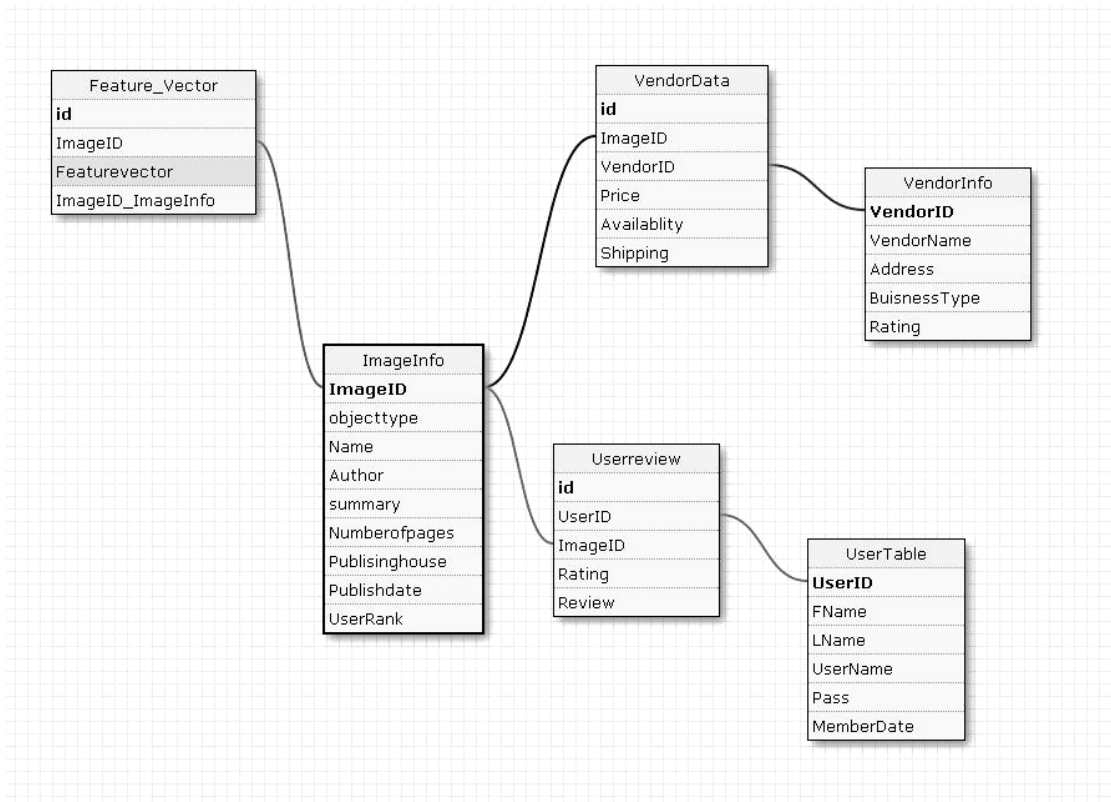 Feature_Vector
id
ImageID
Featurevector
ImageID_ImageInfo
VendorData
id
ImageID
VendorID
Price
Availablity
Shipping
VendorInfo
VendorID
VendorName
Address
BuisnessType
Rating
ImageInfo
ImageID
objecttype
Name
Author
summary
Numberofpages
Publisinghouse
Publishdate
UserRank
Userreview
id
UserID
ImageID
Rating
Review
UserTable
UserID
FName
LName
UserName
Pass
MemberDate